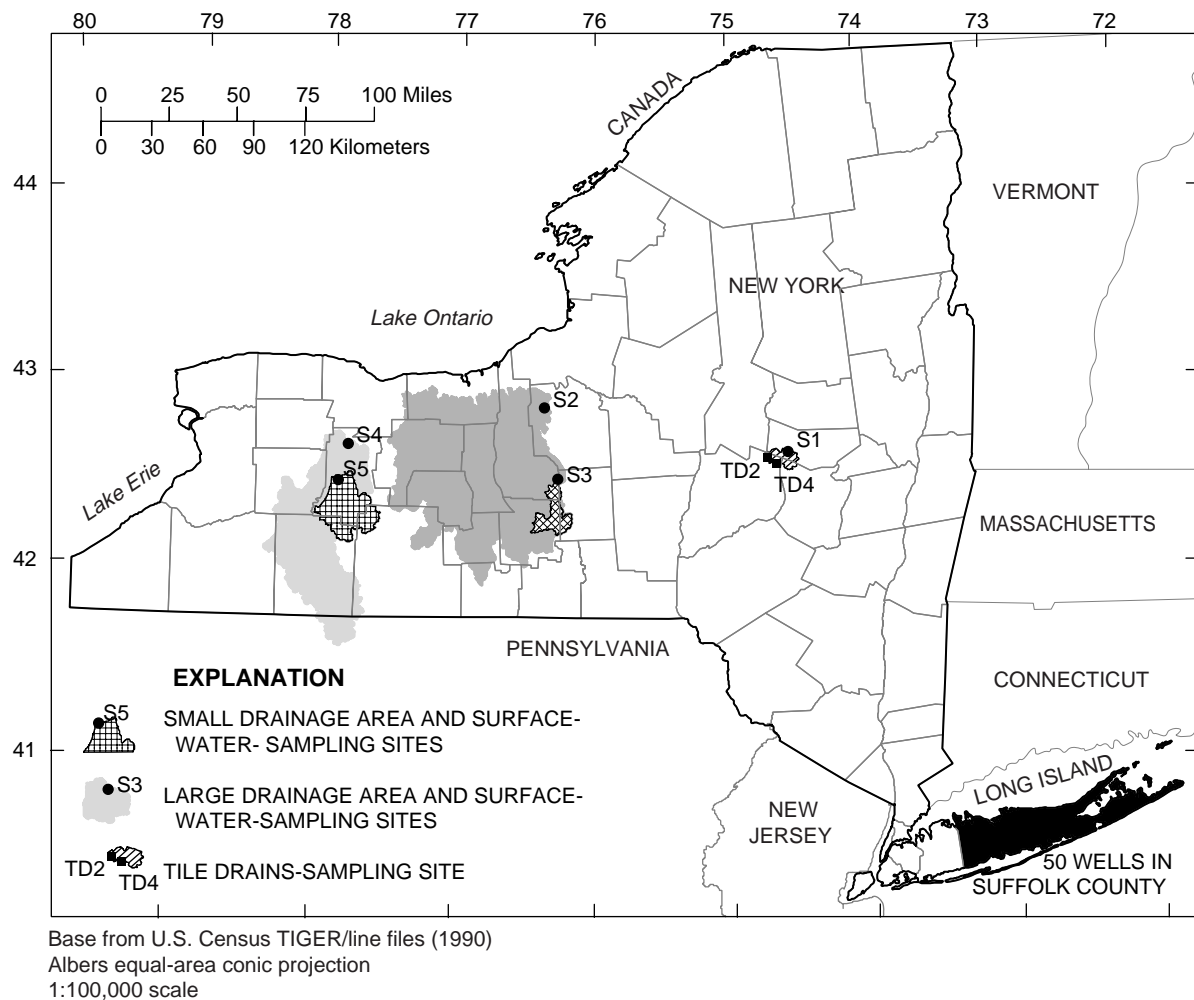 80 79 78 77 76 75 74 73 72
0 25 50 75 100 Miles
0 30 60 90 120 Kilometers
CANADA
44
VERMONT
NEW YORK
Lake Ontario
43
S2
S4
S1
S5
S3
TD2
TD4
Lake Erie
MASSACHUSETTS
42
PENNSYLVANIA
EXPLANATION
CONNECTICUT
S5
SMALL DRAINAGE AREA AND SURFACE-
WATER- SAMPLING SITES
41
LONG ISLAND
S3
LARGE DRAINAGE AREA AND SURFACE-
WATER-SAMPLING SITES
NEW
JERSEY
50 WELLS IN
SUFFOLK COUNTY
TD2
TD4
TILE DRAINS-SAMPLING SITE
Base from U.S. Census TIGER/line files (1990)
Albers equal-area conic projection
1:100,000 scale